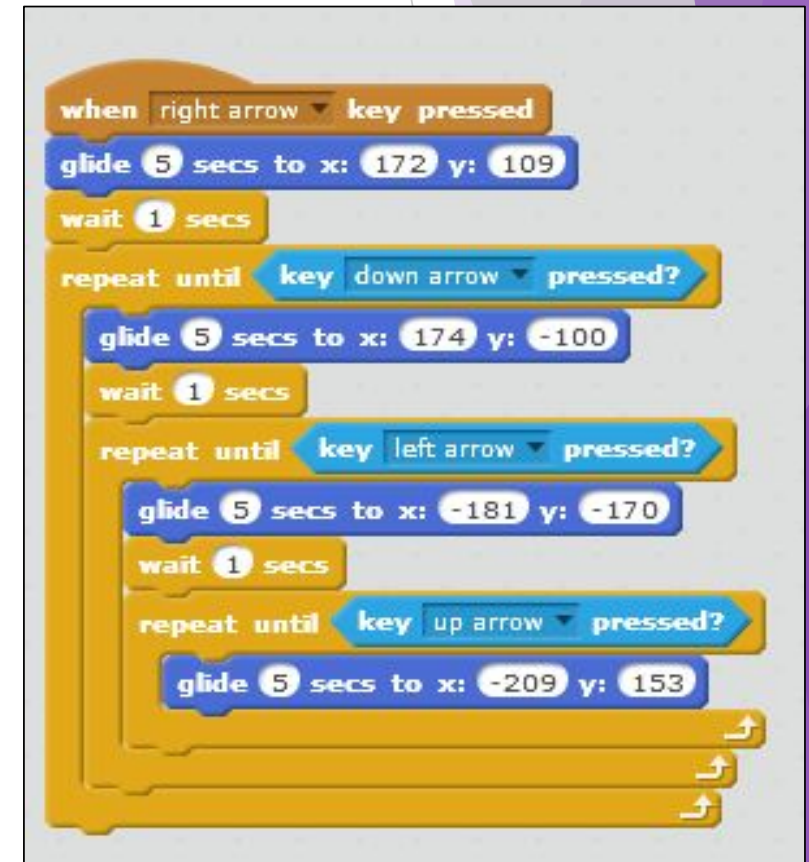 when right arrow key pressed
glide 5 secs to x: 172 y: 109
wait 1 secs
repeat until key down arrow pressed?
glide 5 secs to x: 174 y: -100
wait 1 secs
repeat until key left arrow pressed?
glide 5 secs to x: -181 y: -170
wait 1 secs
repeat until key up arrow pressed?
glide 5 secs to x: -209 y: 153